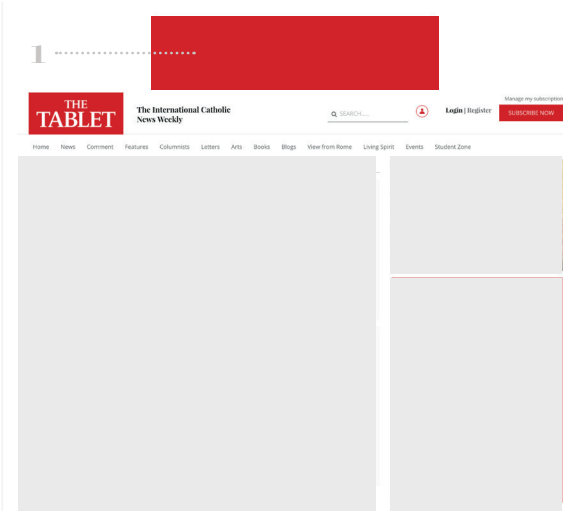 1
Manage my subscription
THE
TABLET
The International Catholic
News Weekly
SEARCH.....
Login | Register
SUBSCRIBE NOW
Home News Comment Features Columnists Letters Arts Books Blogs View from Rome Living Spirit Events Student Zone